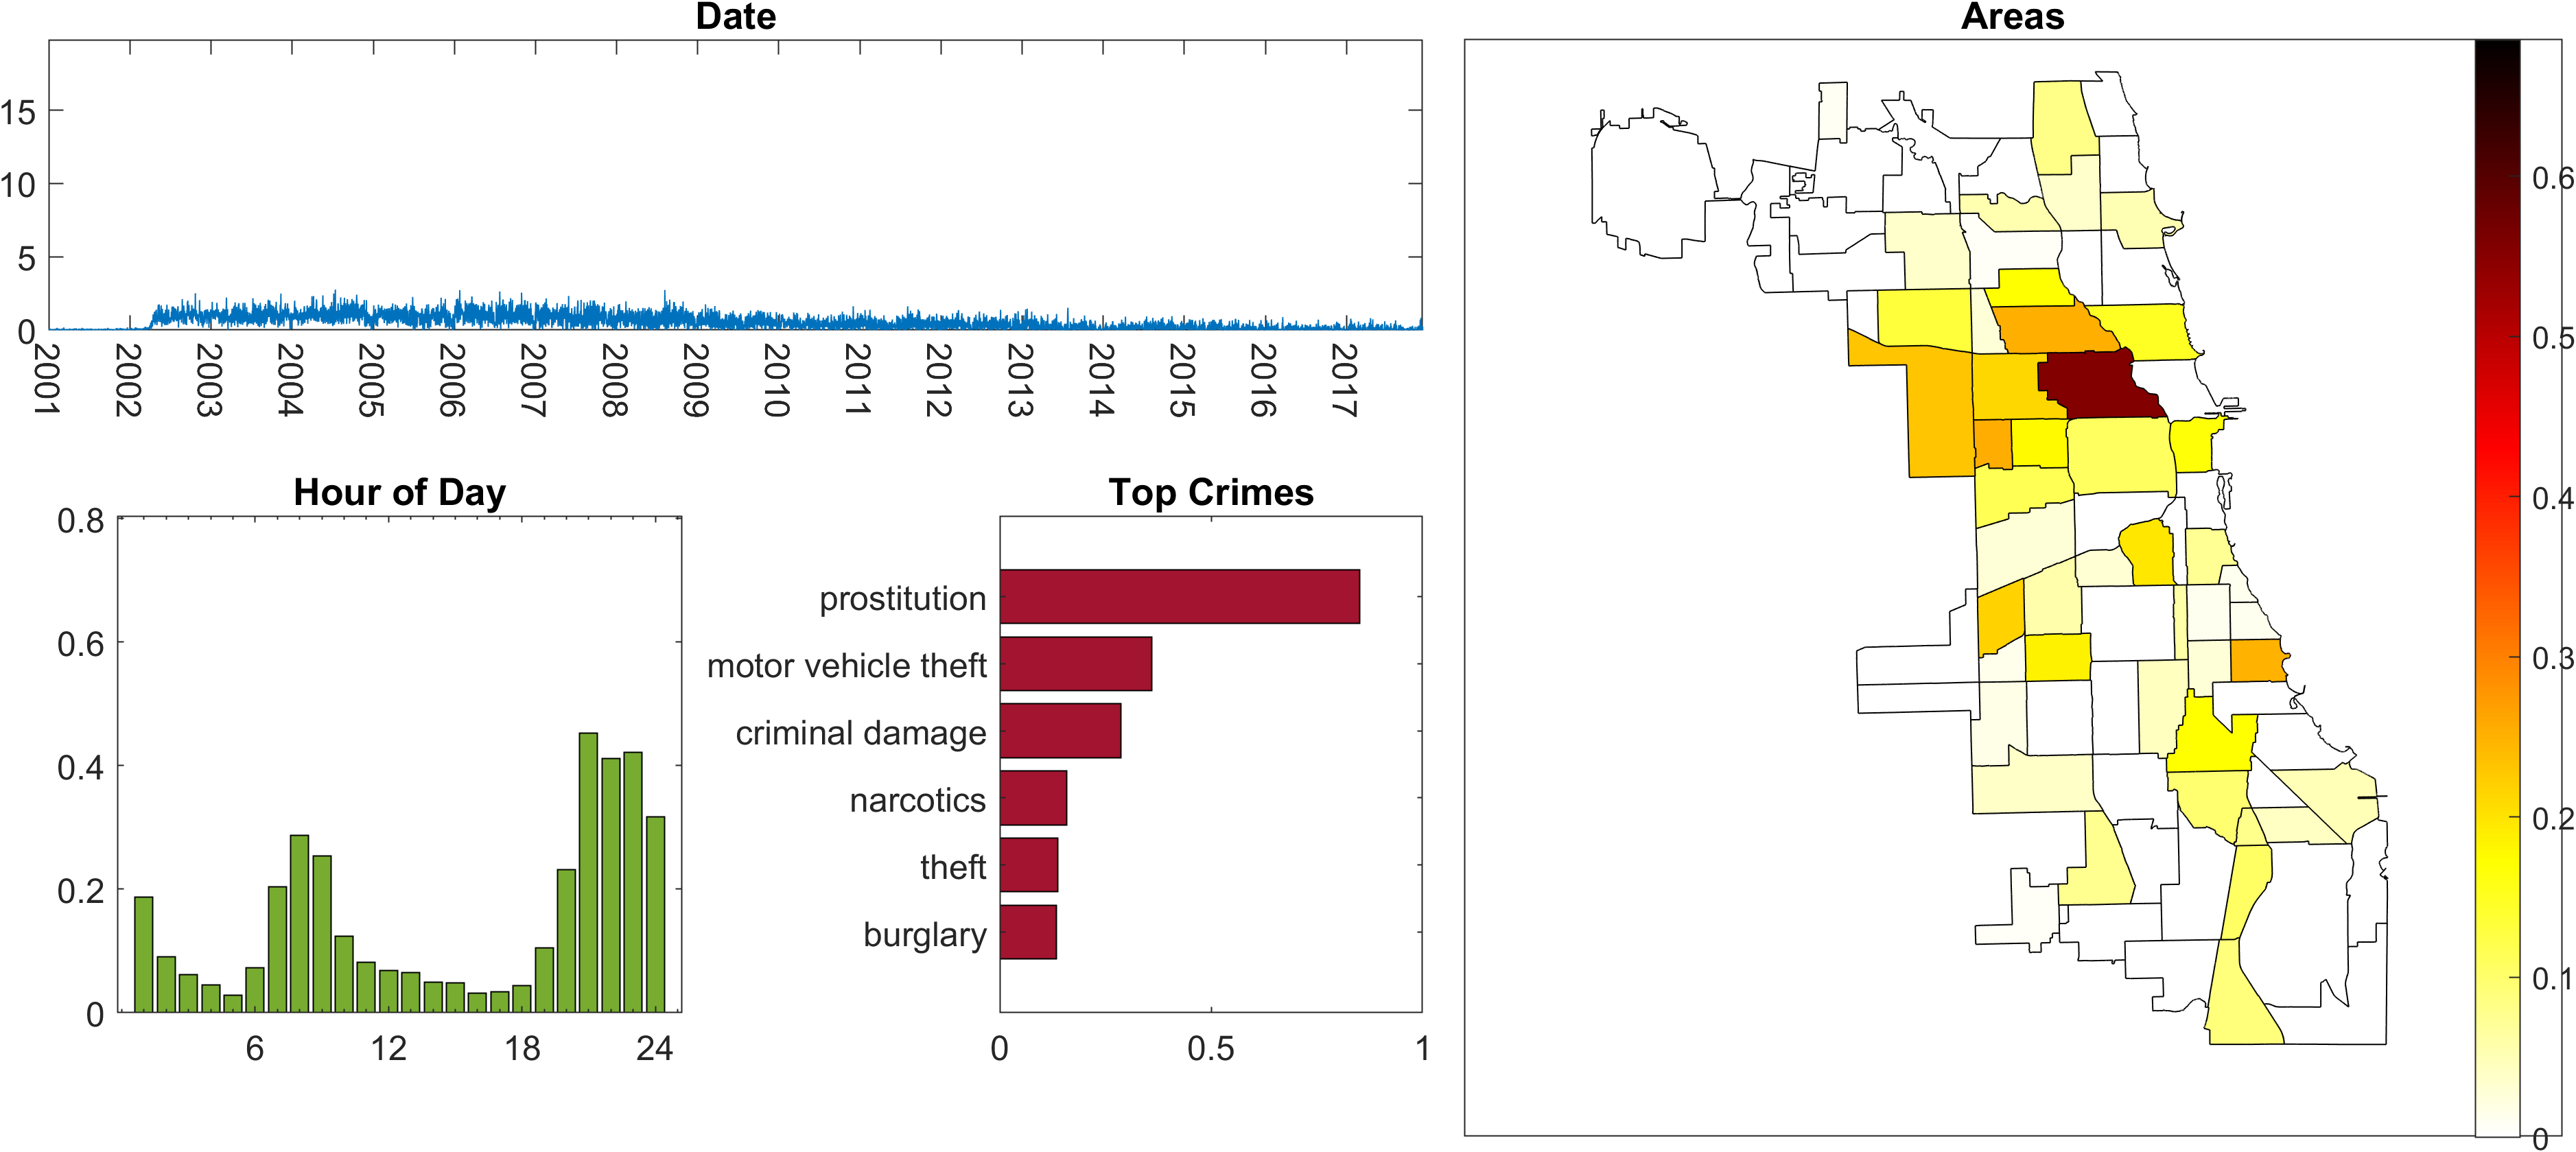 Date
15
10
5
0
2001 2002 2003 2004 2005 2006 2007 2008 2009 2010 2011 2012 2013 2014 2015 2016 2017
Hour of Day
0.8
0.6
0.4
0.2
0
6 12 18 24
Top Crimes
prostitution
motor vehicle theft
criminal damage
narcotics
theft
burglary
0 0.5 1
Areas
0.6
0.5
0.4
0.3
0.2
0.1
0